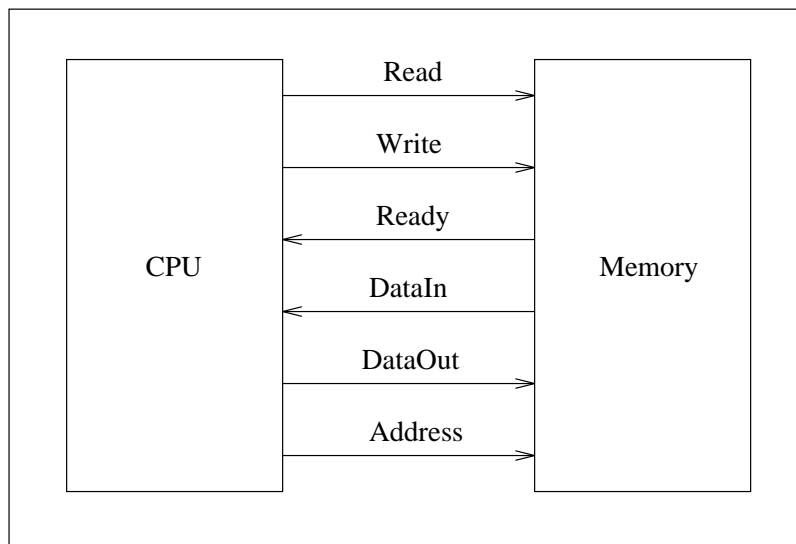 Read
Write
Ready
CPU
Memory
DataIn
DataOut
Address